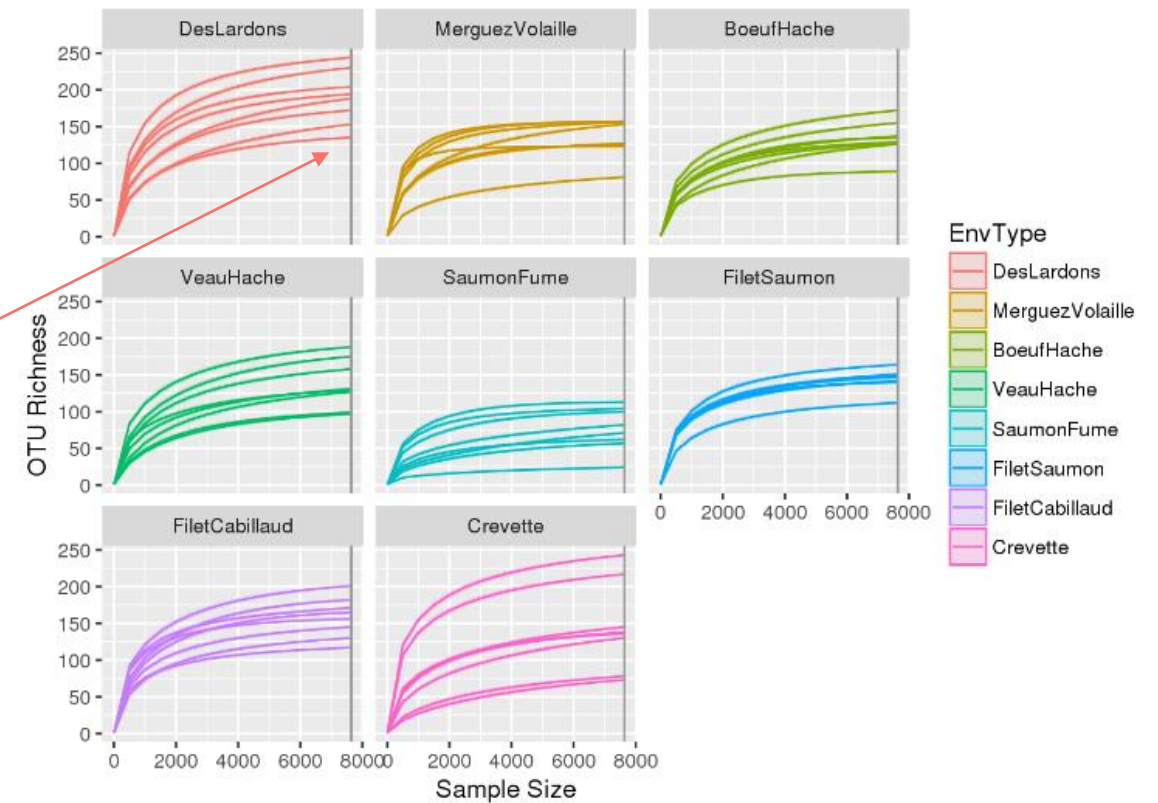 DesLardons
MerguezVolaille
BoeufHache
250
200
150
100
50
0
VeauHache
SaumonFume
FiletSaumon
250
200
150
100
50
0
0 2000 4000 6000 8000
FiletCabillaud
Crevette
250
200
150
100
50
0
0 2000 4000 6000 8000
0 2000 4000 6000 8000
OTU Richness
Sample Size
EnvType
DesLardons
MerguezVolaille
BoeufHache
VeauHache
SaumonFume
FiletSaumon
FiletCabillaud
Crevette